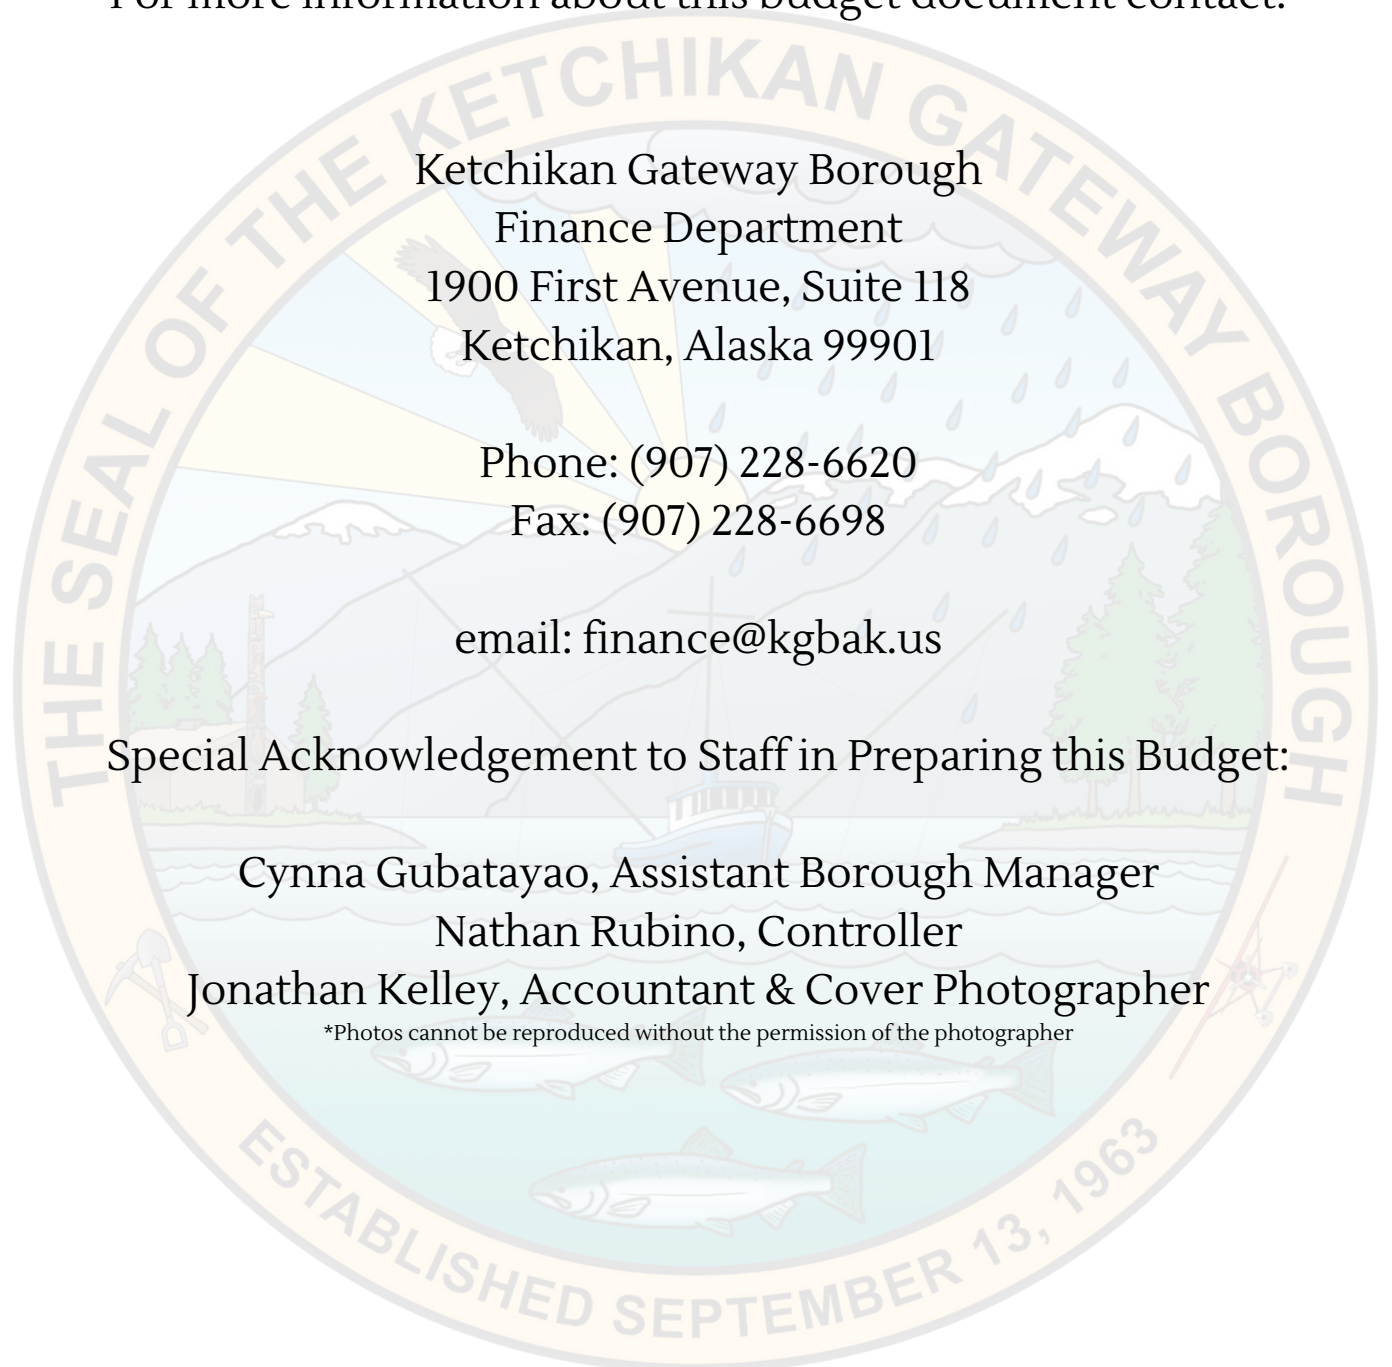 For more information about this budget document contact:
THE SEAL OF THE KETCHIKAN GATEWAY BOROUGH
Ketchikan Gateway Borough
Finance Department
1900 First Avenue, Suite 118
Ketchikan, Alaska 99901
Phone: (907) 228-6620
Fax: (907) 228-6698
email: finance@kgbak.us
Special Acknowledgement to Staff in Preparing this Budget:
Cynna Gubatayao, Assistant Borough Manager
Nathan Rubino, Controller
Jonathan Kelley, Accountant & Cover Photographer
*Photos cannot be reproduced without the permission of the photographer
ESTABLISHED SEPTEMBER 13, 1963